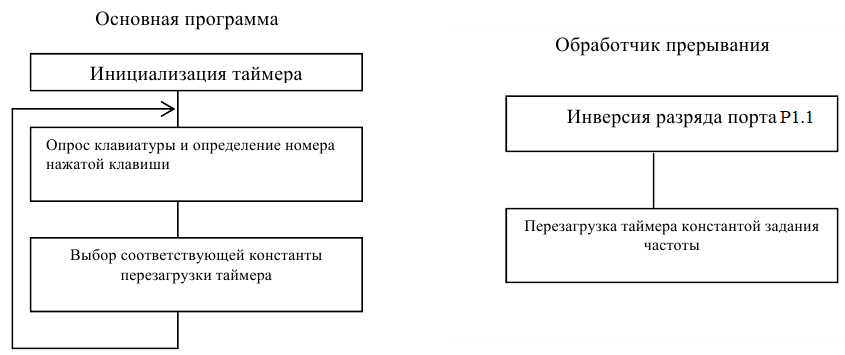 Основная программа
Инициализация таймера
Опрос клавиатуры и определение номера
нажатой клавиши
Выбор соответствующей константы
перезагрузки таймера
Обработчик прерывания
Инверсия разряда порта P1.1
Перезагрузка таймера константой задания
частоты